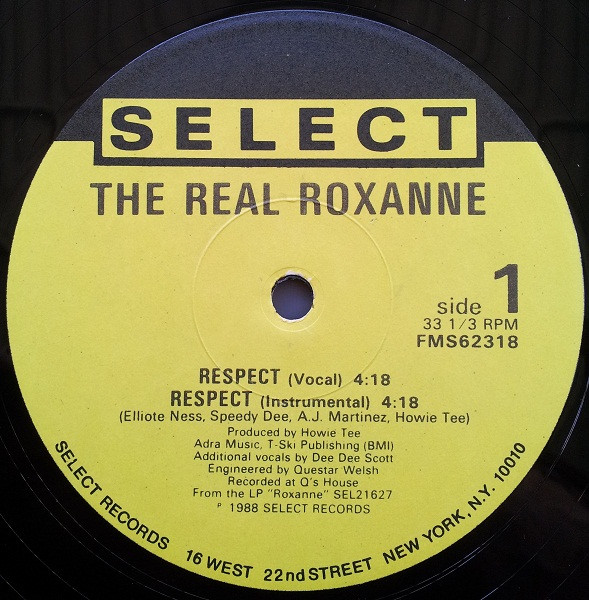 SELECT
THE REAL ROXANNE
side 1
33 1/3 RPM
FMS62318
RESPECT (Vocal) 4:18
RESPECT (Instrumental) 4:18
(Elliote Ness, Speedy Dee, A.J. Martinez, Howie Tee)
Produced by Howie Tee
Adra Music, T-Ski Publishing (BMI)
Additional vocals by Dee Dee Scott
Engineered by Questar Welsh
Recorded at Q's House
From the LP "Roxanne" SEL21627
℗ 1988 SELECT RECORDS
SELECT RECORDS 16 WEST 22nd STREET NEW YORK, N.Y. 10010